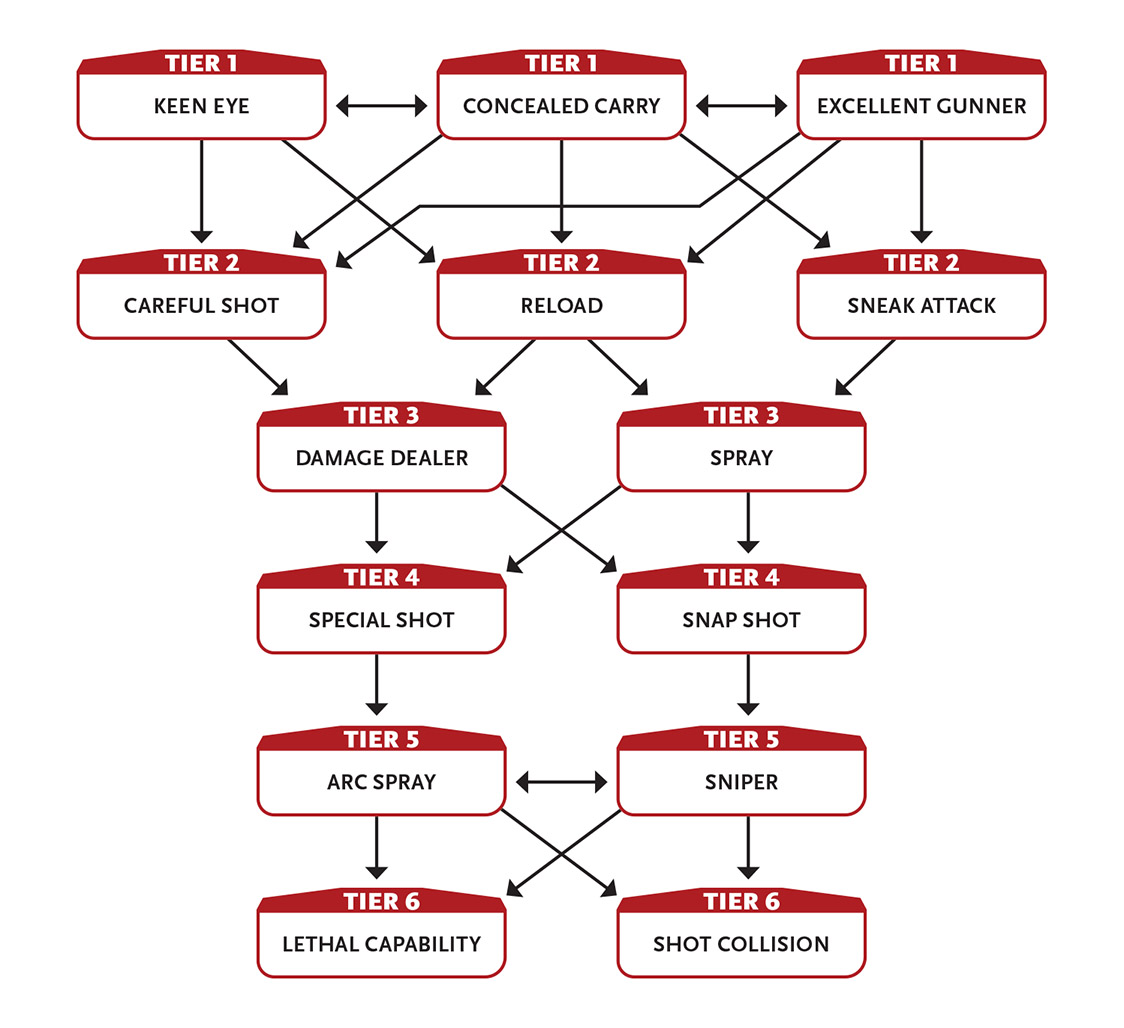 TIER 1
KEEN EYE
TIER 1
CONCEALED CARRY
TIER 1
EXCELLENT GUNNER
TIER 2
CAREFUL SHOT
TIER 2
RELOAD
TIER 2
SNEAK ATTACK
TIER 3
DAMAGE DEALER
TIER 3
SPRAY
TIER 4
SPECIAL SHOT
TIER 4
SNAP SHOT
TIER 5
ARC SPRAY
TIER 5
SNIPER
TIER 6
LETHAL CAPABILITY
TIER 6
SHOT COLLISION